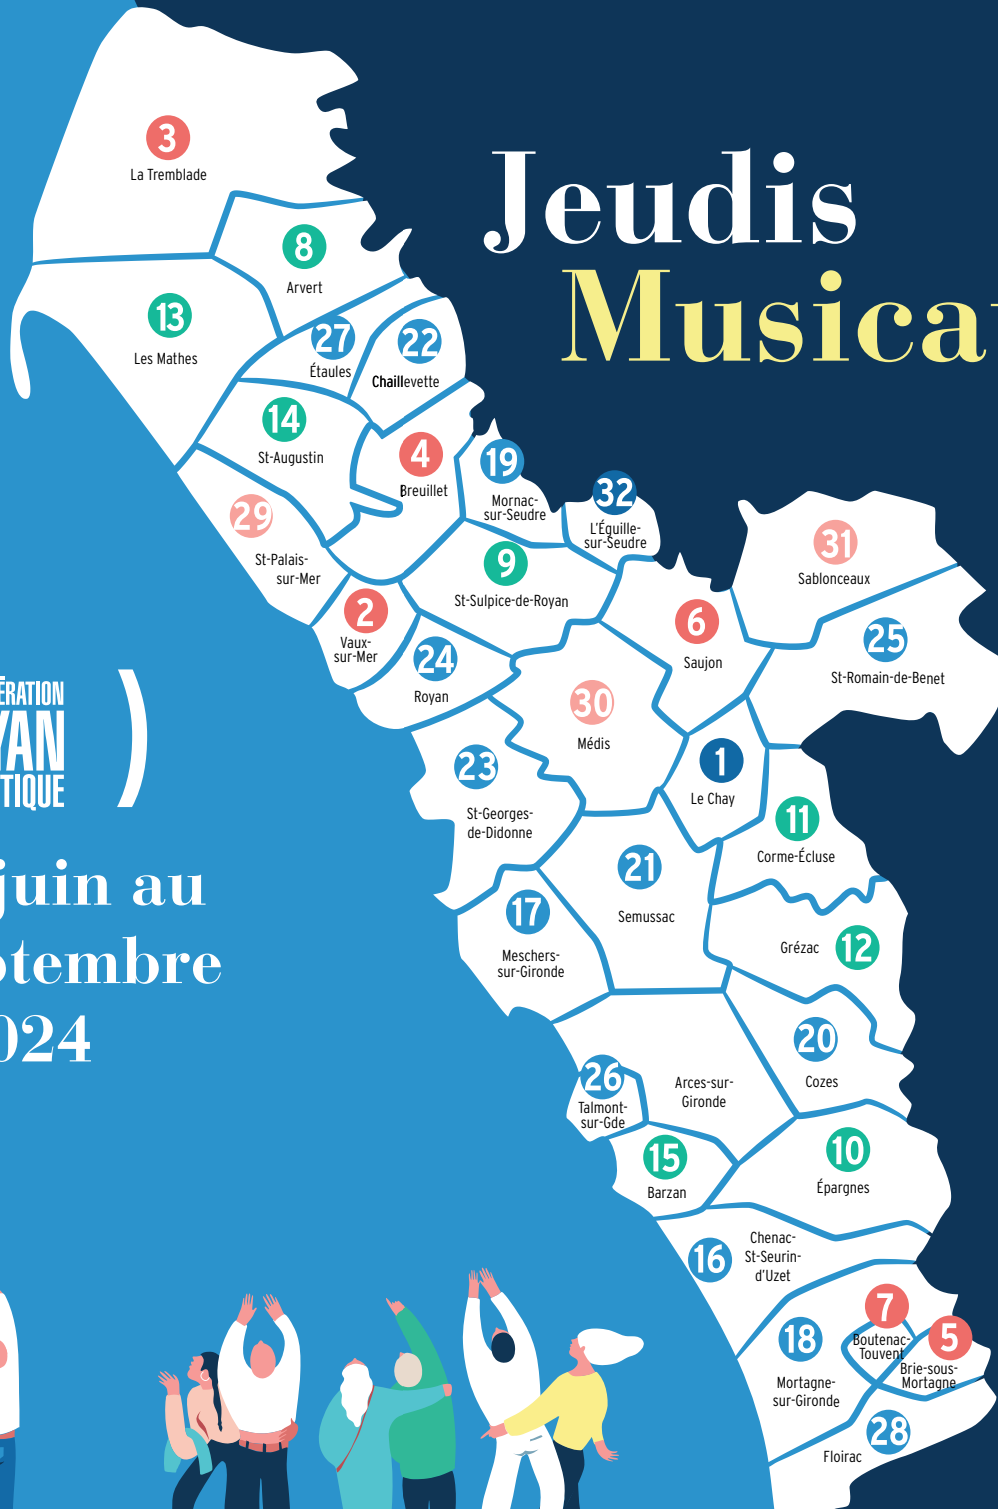 Jeudis
3
La Tremblade
8
Arvert
13
Les Mathes
27
Étaules
22
Chaillevette
14
St-Augustin
4
Breuillet
19
Mornac-
sur-Seudre
32
L'Éguille-
sur-Seudre
29
St-Palais-
sur-Mer
9
St-Sulpice-de-Royan
31
Sablonceaux
2
Vaux-
sur-Mer
6
Saujon
25
St-Romain-de-Benet
24
Royan
30
Médis
23
St-Georges-
de-Didonne
1
Le Chay
11
Corme-Écluse
21
Semussac
17
Meschers-
sur-Gironde
Grézac
12
20
Cozes
26
Talmont-
sur-Gde
Arces-sur-
Gironde
15
Barzan
10
Épargnes
16
Chenac-
St-Seurin-
d'Uzet
7
Boutenac-
Touvent
5
Brie-sous-
Mortagne
18
Mortagne-
sur-Gironde
28
Floirac
juin au